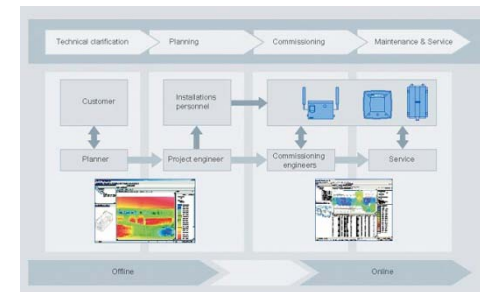 Technical clarification
Planning
Commissioning
Maintenance & Service
Customer
Installations
personnel
Planner
Project engineer
Commissioning
engineers
Service
Offline
Online